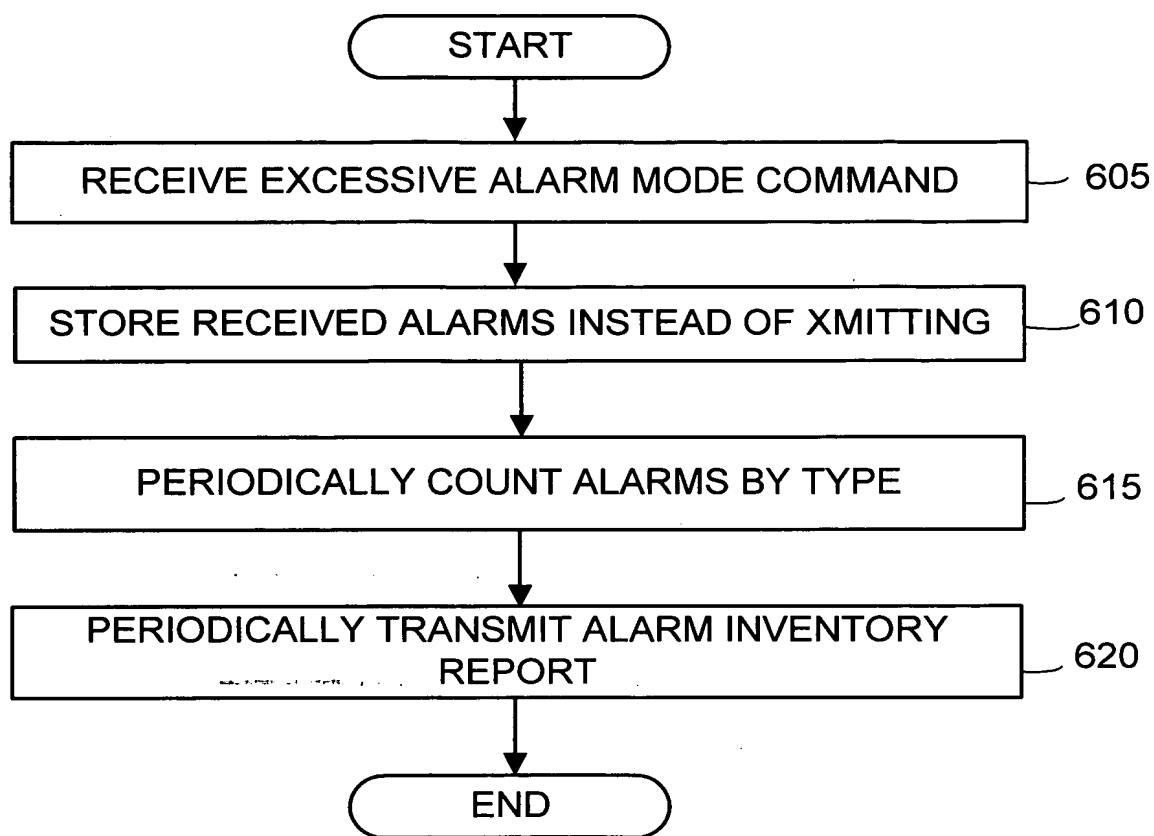 START
RECEIVE EXCESSIVE ALARM MODE COMMAND
605
STORE RECEIVED ALARMS INSTEAD OF XMITTING
610
PERIODICALLY COUNT ALARMS BY TYPE
615
PERIODICALLY TRANSMIT ALARM INVENTORY
REPORT
620
END